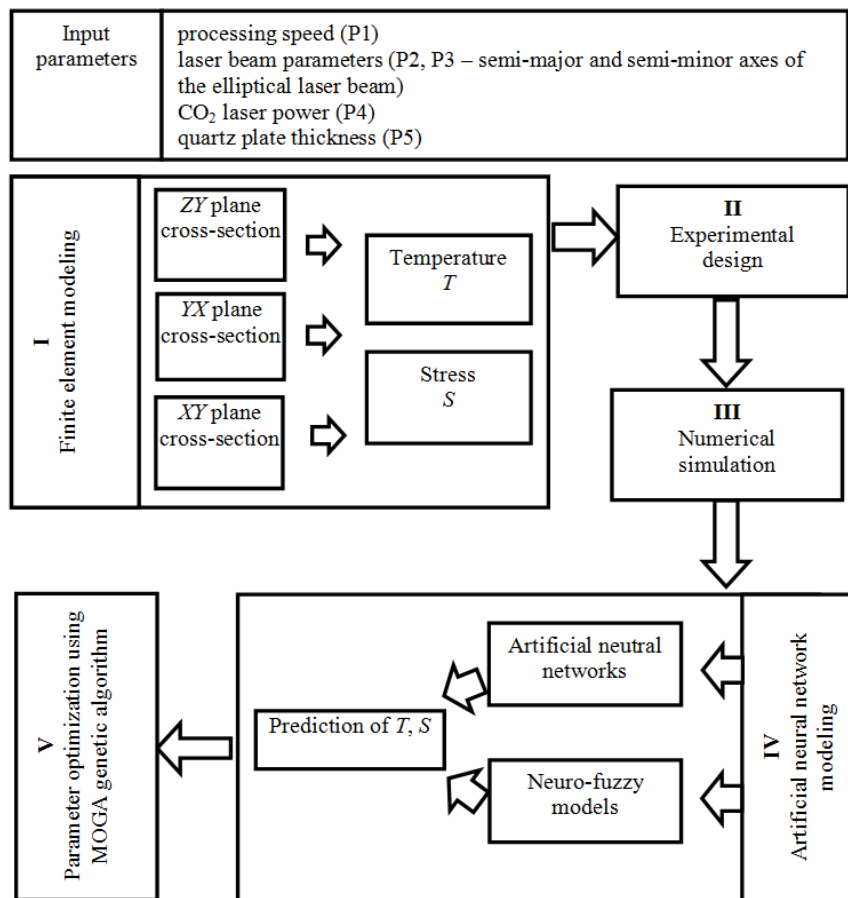 Input
parameters
processing speed (P1)
laser beam parameters (P2, P3 – semi-major and semi-minor axes of
the elliptical laser beam)
CO₂ laser power (P4)
quartz plate thickness (P5)
I
Finite element modeling
ZY plane
cross-section
YX plane
cross-section
XY plane
cross-section
Temperature
T
Stress
S
II
Experimental
design
III
Numerical
simulation
IV
Artificial neural network
modeling
Artificial neutral
networks
Neuro-fuzzy
models
Prediction of T, S
V
Parameter optimization using
MOGA genetic algorithm